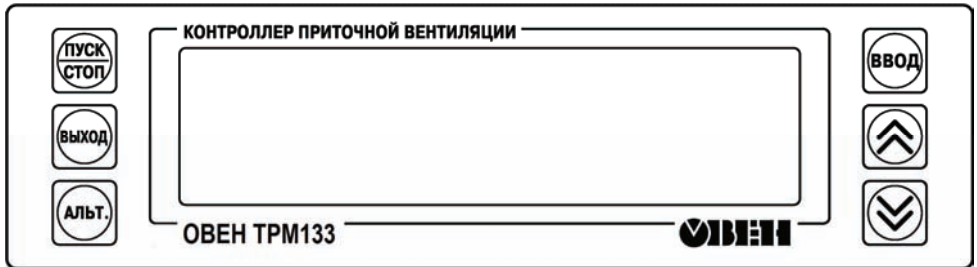 КОНТРОЛЛЕР ПРИТОЧНОЙ ВЕНТИЛЯЦИИ
ПУСК
СТОП
ВЫХОД
АЛЬТ.
ВВОД
ОВЕН ТРМ133
ОВЕН